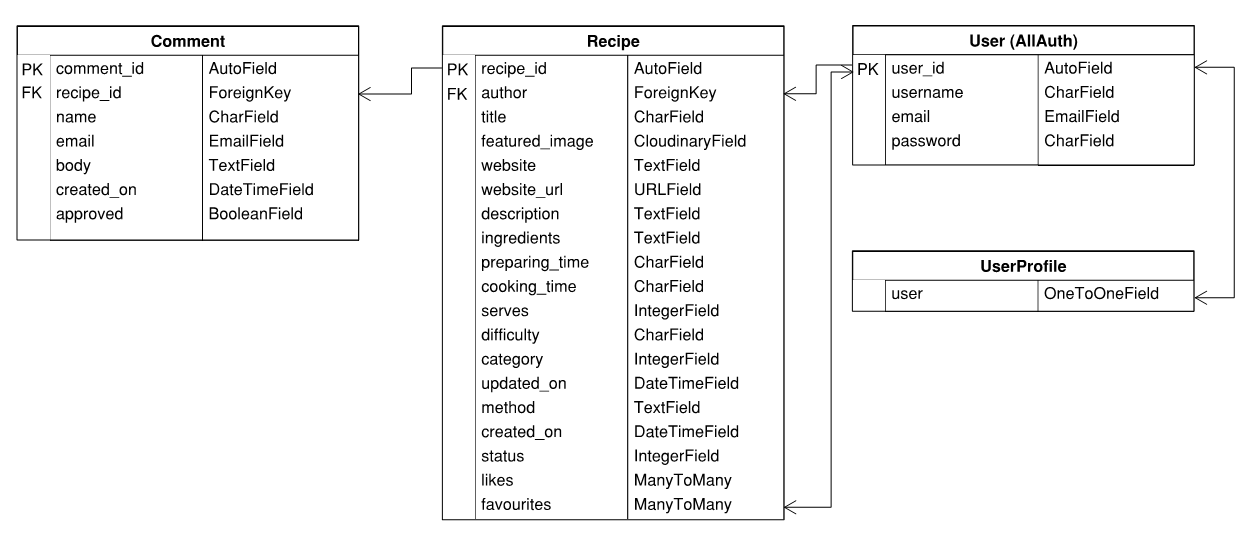 Comment
PK comment_id AutoField
FK recipe_id ForeignKey
name CharField
email EmailField
body TextField
created_on DateTimeField
approved BooleanField
Recipe
PK recipe_id AutoField
FK author ForeignKey
title CharField
featured_image CloudinaryField
website TextField
website_url URLField
description TextField
ingredients TextField
preparing_time CharField
cooking_time CharField
serves IntegerField
difficulty CharField
category IntegerField
updated_on DateTimeField
method TextField
created_on DateTimeField
status IntegerField
likes ManyToMany
favourites ManyToMany
User (AllAuth)
PK user_id AutoField
username CharField
email EmailField
password CharField
UserProfile
user OneToOneField